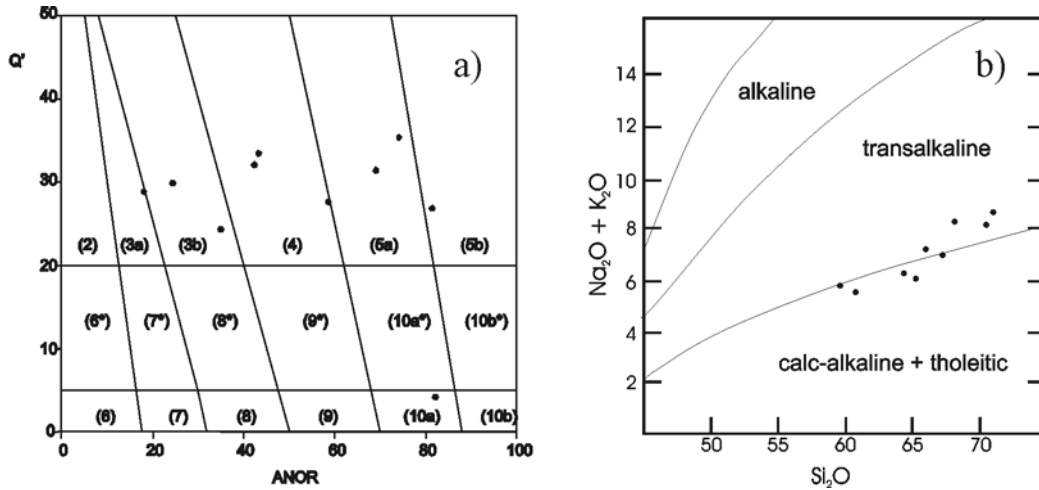 50
Q'
a)
40
30
(2) (3a) (3b) (4) (5a) (5b)
20
(6*) (7*) (8*) (9*) (10a*) (10b*)
10
(6) (7) (8) (9) (10a) (10b)
0
0 20 40 60 80 100
ANOR
b)
14
alkaline
12
transalkaline
10
8
6
4
calc-alkaline + tholeitic
2
Na₂O + K₂O
50 55 60 65 70
Si₂O